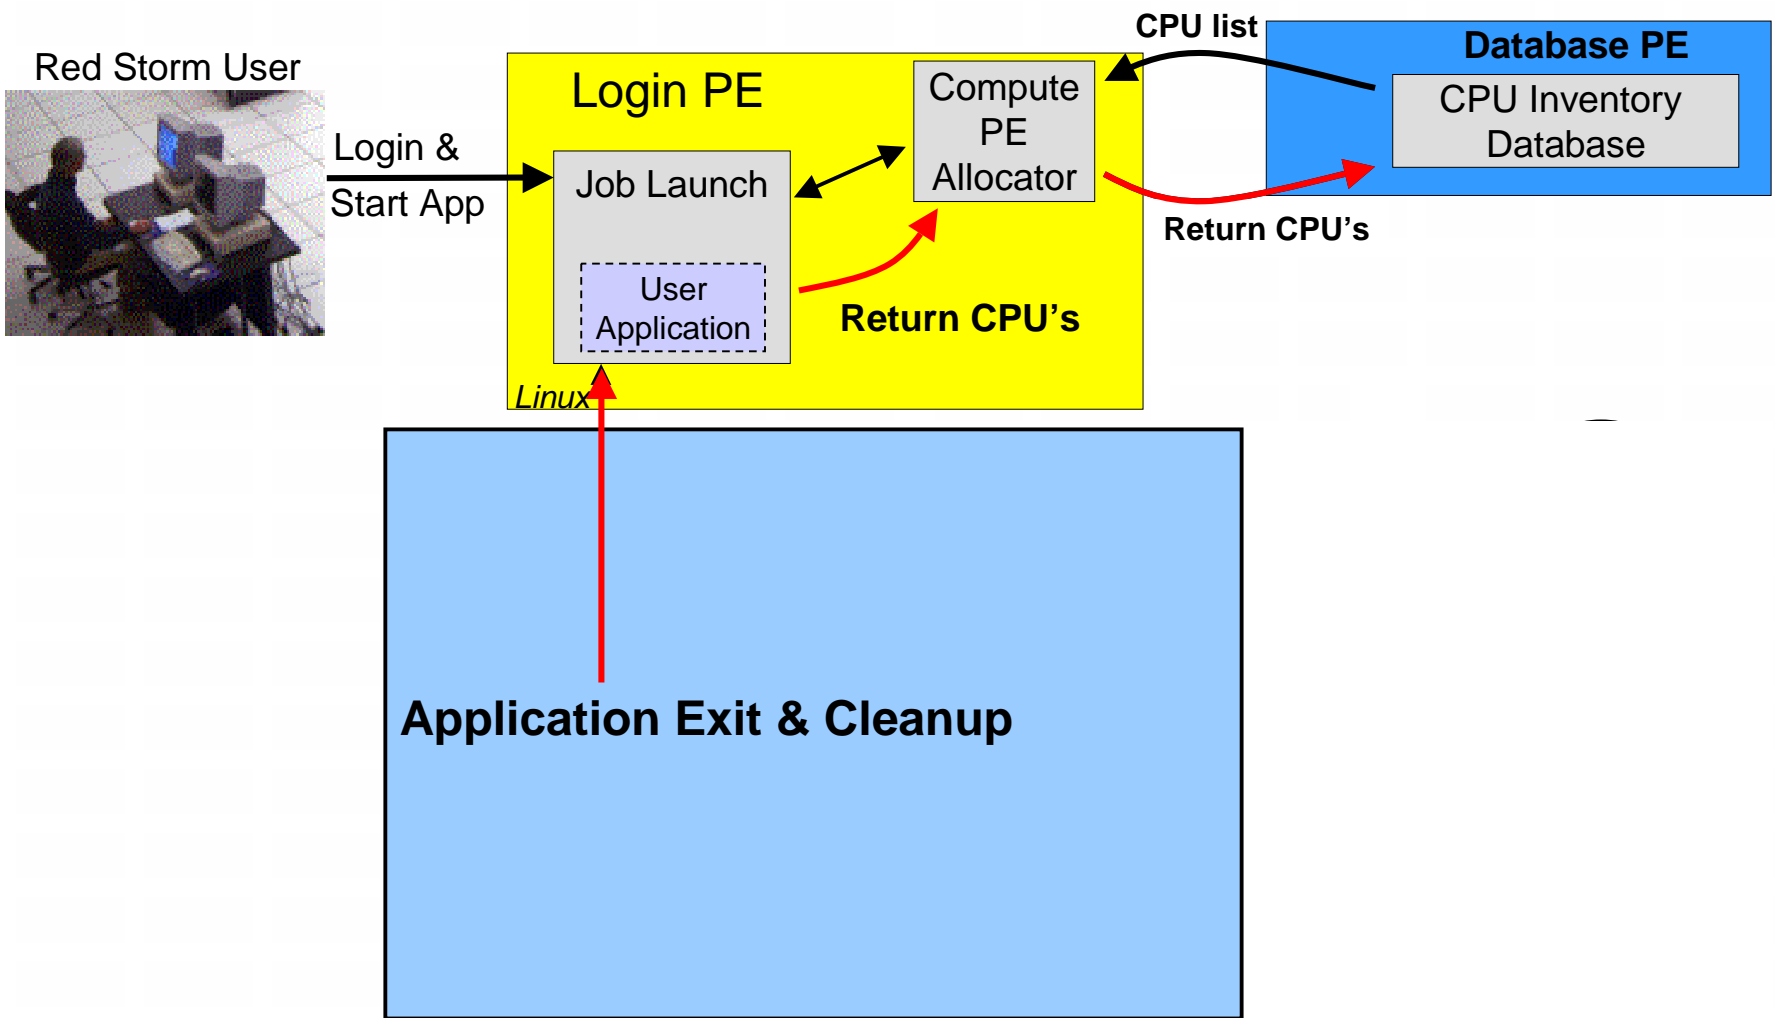 Red Storm User
Login &
Start App
Login PE
Job Launch
User
Application
Linux
Compute
PE
Allocator
Return CPU’s
CPU list
Return CPU’s
Database PE
CPU Inventory
Database
Application Exit & Cleanup